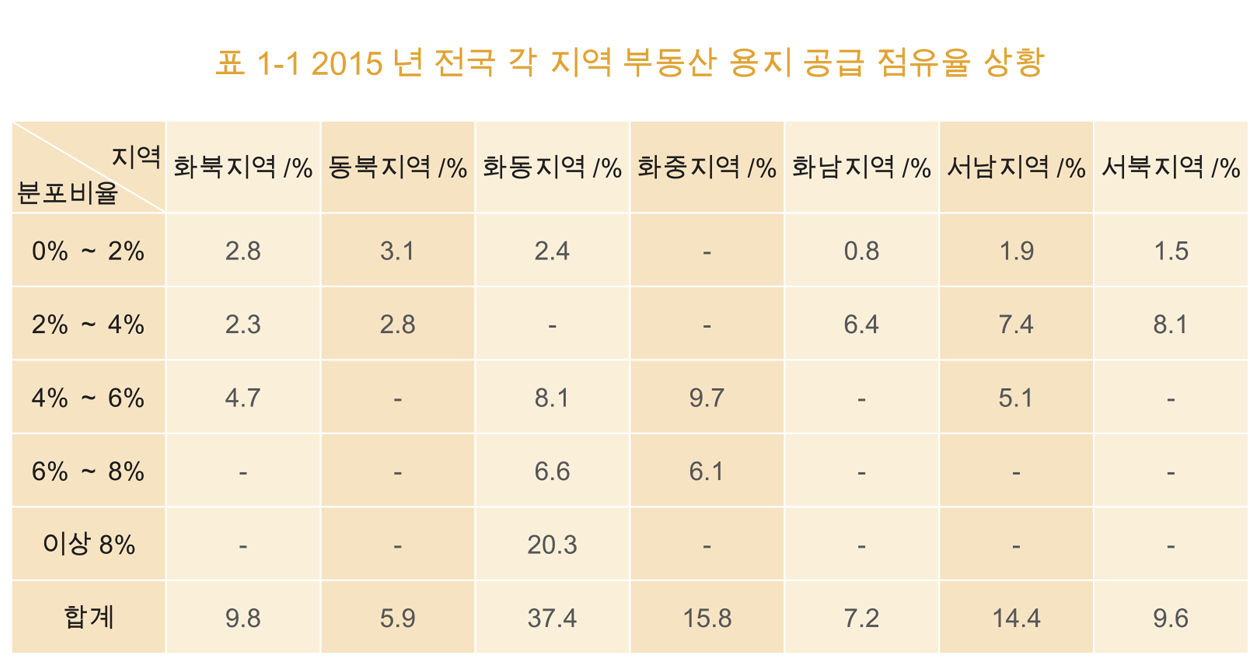 표 1-1 2015 년 전국 각 지역 부동산 용지 공급 점유율 상황
지역 분포비율 화북지역 /% 동북지역 /% 화동지역 /% 화중지역 /% 화남지역 /% 서남지역 /% 서북지역 /%
0% ~ 2% 2.8 3.1 2.4 - 0.8 1.9 1.5
2% ~ 4% 2.3 2.8 - - 6.4 7.4 8.1
4% ~ 6% 4.7 - 8.1 9.7 - 5.1 -
6% ~ 8% - - 6.6 6.1 - - -
이상 8% - - 20.3 - - - -
합계 9.8 5.9 37.4 15.8 7.2 14.4 9.6